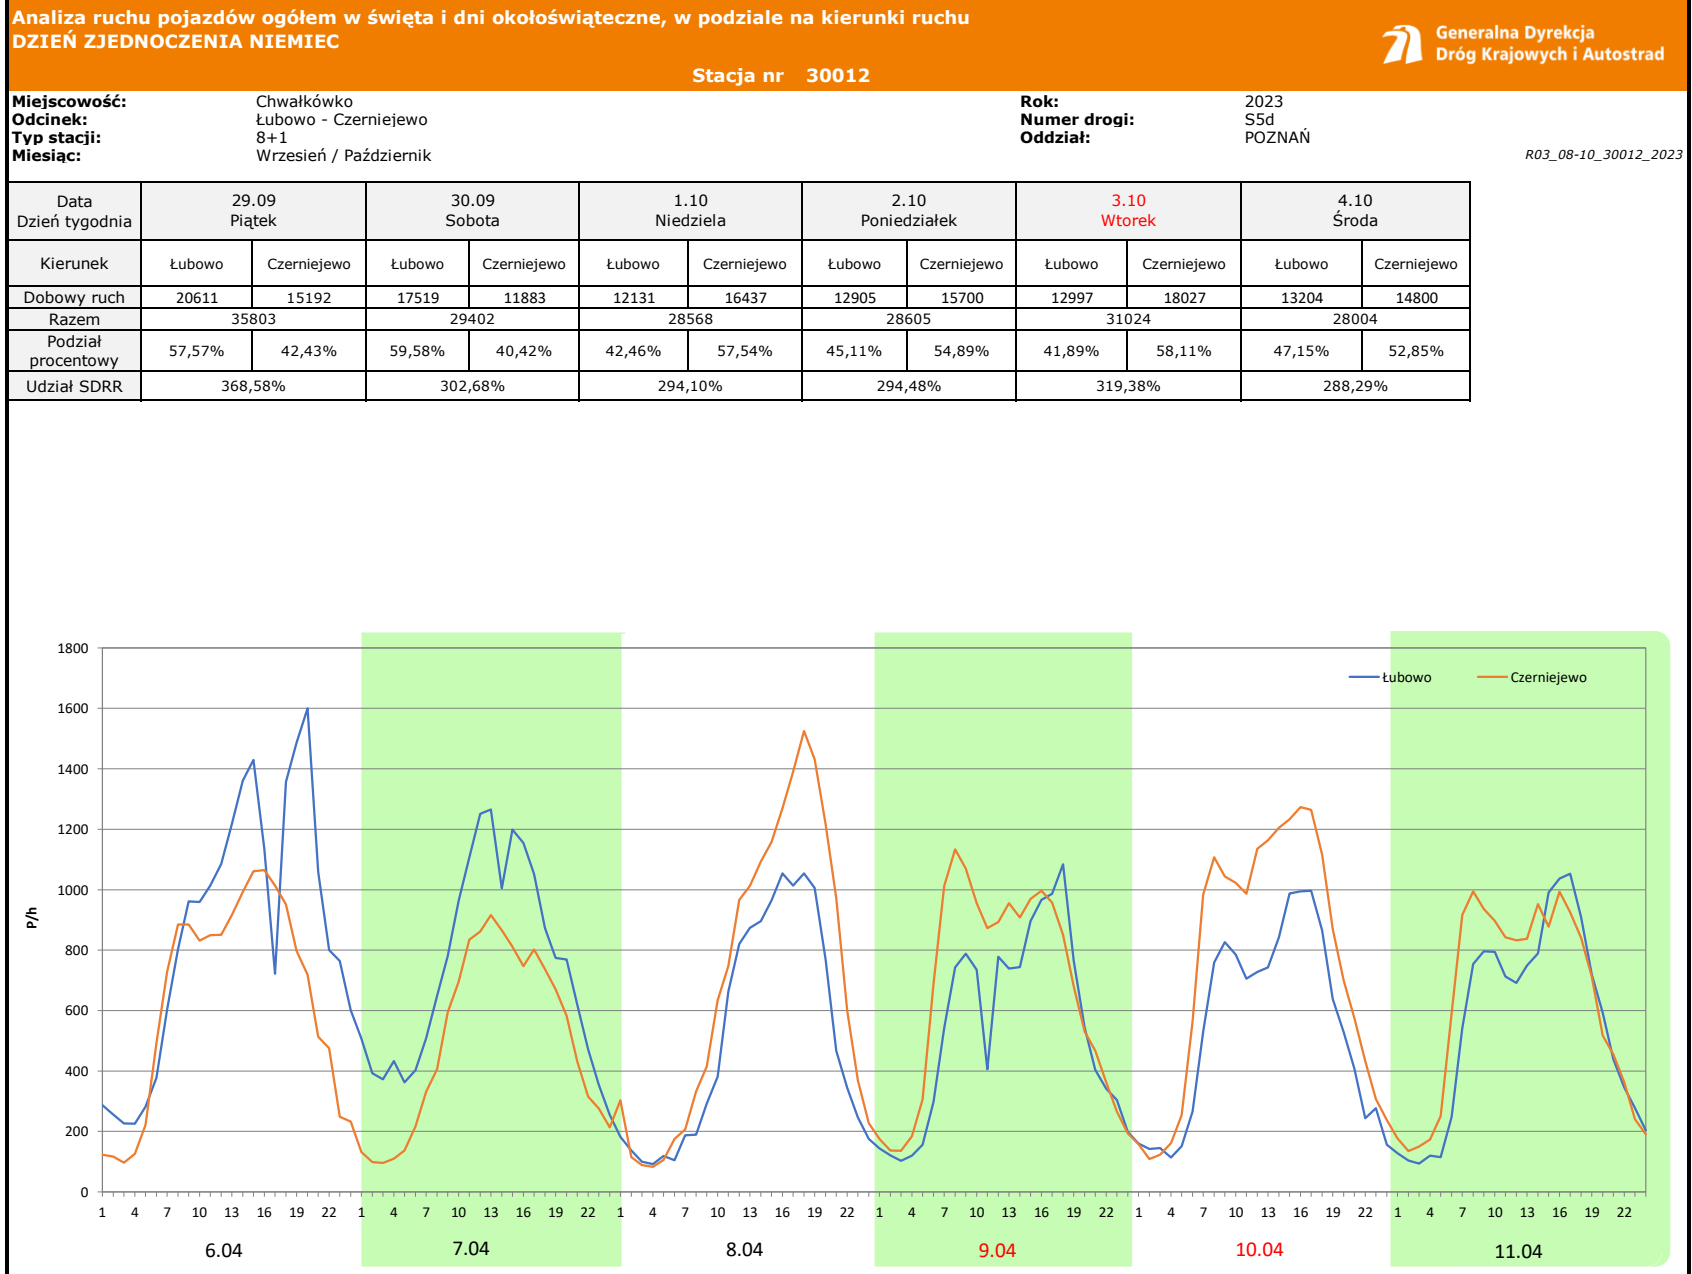 Analiza ruchu pojazdów ogółem w święta i dni okołoświąteczne, w podziale na kierunki ruchu
DZIEŃ ZJEDNOCZENIA NIEMIEC
Generalna Dyrekcja
Dróg Krajowych i Autostrad
Stacja nr 30012
Miejscowość: Chwałkówko Rok: 2023
Odcinek: Łubowo - Czerniejewo Numer drogi: S5d
Typ stacji: 8+1 Oddział: POZNAŃ
Miesiąc: Wrzesień / Październik R03_08-10_30012_2023
Data 29.09 30.09 1.10 2.10 3.10 4.10
Dzień tygodnia Piątek Sobota Niedziela Poniedziałek Wtorek Środa
Kierunek Łubowo Czerniejewo Łubowo Czerniejewo Łubowo Czerniejewo Łubowo Czerniejewo Łubowo Czerniejewo Łubowo Czerniejewo
Dobowy ruch 20611 15192 17519 11883 12131 16437 12905 15700 12997 18027 13204 14800
Razem 35803 29402 28568 28605 31024 28004
Podział
procentowy 57,57% 42,43% 59,58% 40,42% 42,46% 57,54% 45,11% 54,89% 41,89% 58,11% 47,15% 52,85%
Udział SDRR 368,58% 302,68% 294,10% 294,48% 319,38% 288,29%
1800
Łubowo Czerniejewo
1600
1400
1200
1000
P/h
800
600
400
200
0
1 4 7 10 13 16 19 22 1 4 7 10 13 16 19 22 1 4 7 10 13 16 19 22 1 4 7 10 13 16 19 22 1 4 7 10 13 16 19 22 1 4 7 10 13 16 19 22
6.04 7.04 8.04 9.04 10.04 11.04